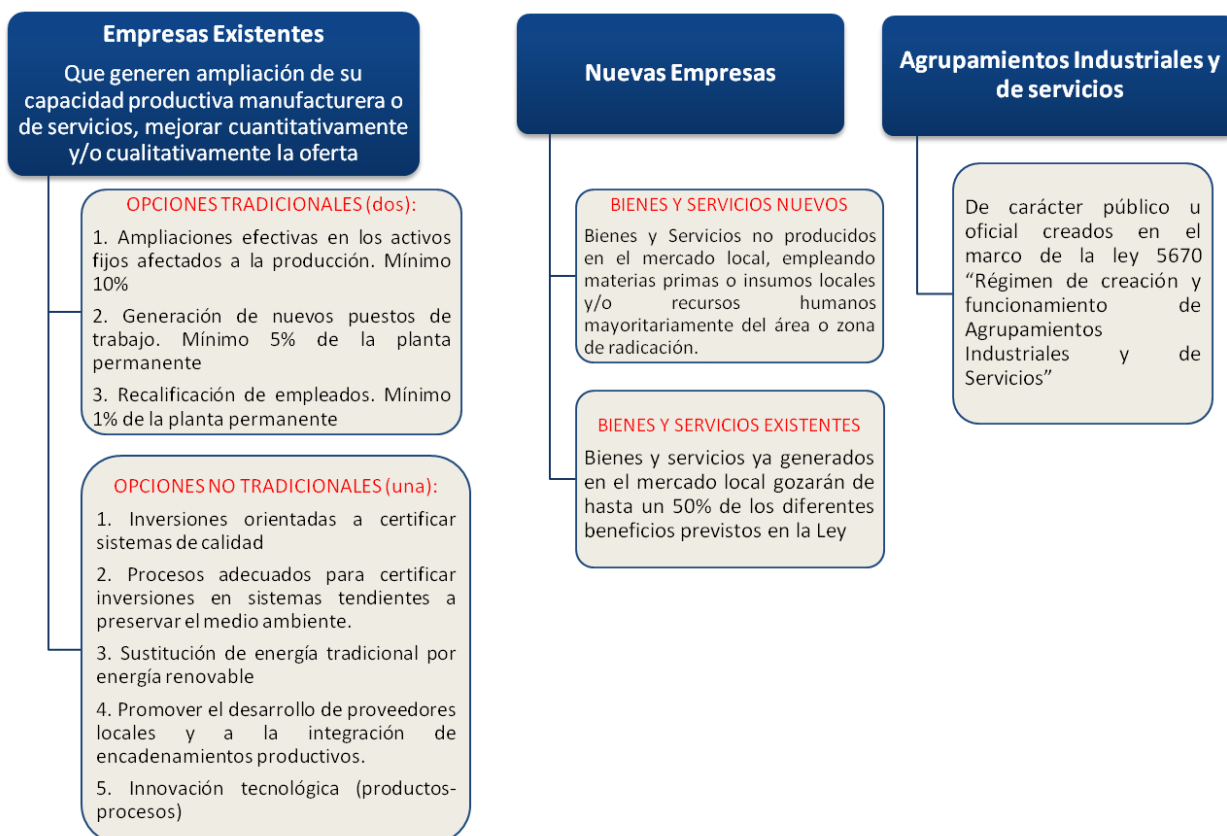 Empresas Existentes
Que generen ampliación de su
capacidad productiva manufacturera o
de servicios, mejorar cuantitativamente
y/o cualitativamente la oferta
OPCIONES TRADICIONALES (dos):
1. Ampliaciones efectivas en los activos
fijos afectados a la producción. Mínimo
10%
2. Generación de nuevos puestos de
trabajo. Mínimo 5% de la planta
permanente
3. Recalificación de empleados. Mínimo
1% de la planta permanente
OPCIONES NO TRADICIONALES (una):
1. Inversiones orientadas a certificar
sistemas de calidad
2. Procesos adecuados para certificar
inversiones en sistemas tendientes a
preservar el medio ambiente.
3. Sustitución de energía tradicional por
energía renovable
4. Promover el desarrollo de proveedores
locales y a la integración de
encadenamientos productivos.
5. Innovación tecnológica (productos-
procesos)
Nuevas Empresas
BIENES Y SERVICIOS NUEVOS
Bienes y Servicios no producidos
en el mercado local, empleando
materias primas o insumos locales
y/o recursos humanos
mayoritariamente del área o zona
de radicación.
BIENES Y SERVICIOS EXISTENTES
Bienes y servicios ya generados
en el mercado local gozarán de
hasta un 50% de los diferentes
beneficios previstos en la Ley
Agrupamientos Industriales y
de servicios
De carácter público u
oficial creados en el
marco de la ley 5670
“Régimen de creación y
funcionamiento de
Agrupamientos
Industriales y de
Servicios”